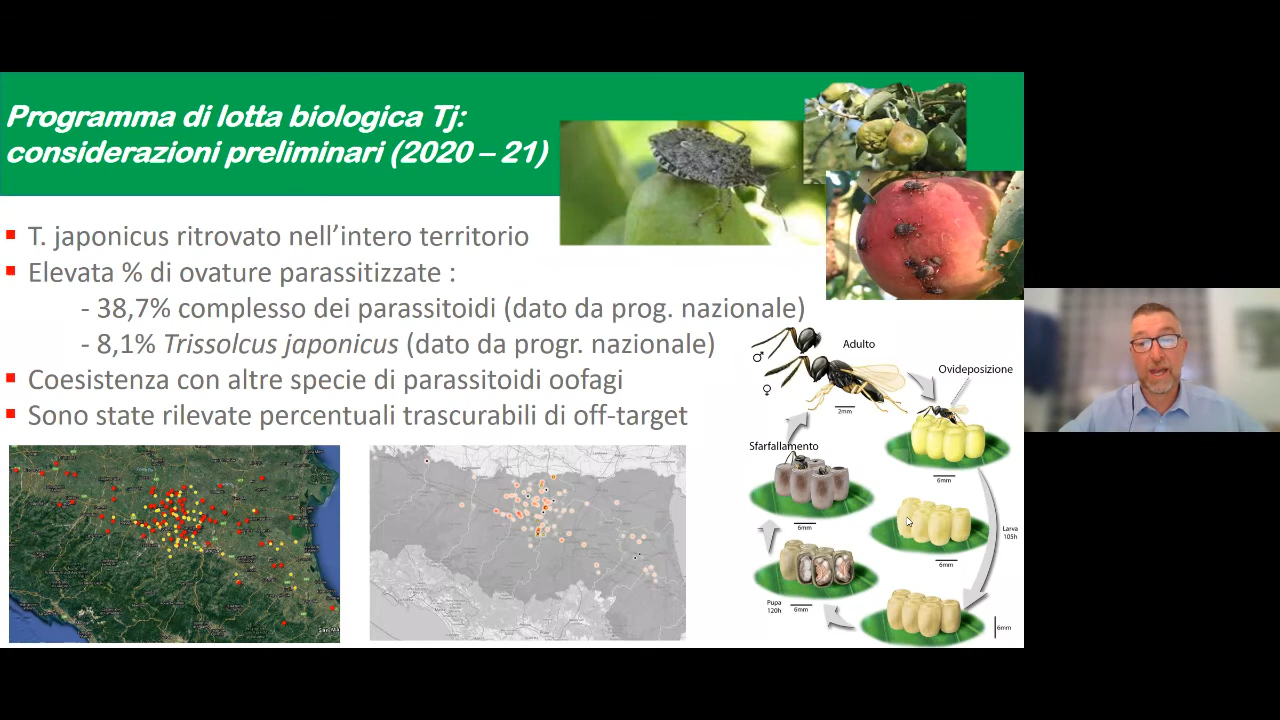 Programma di lotta biologica Tj:
considerazioni preliminari (2020 – 21)
T. japonicus ritrovato nell'intero territorio
Elevata % di ovature parassitizzate :
- 38,7% complesso dei parassitoidi (dato da prog. nazionale)
- 8,1% Trissolcus japonicus (dato da progr. nazionale)
Coesistenza con altre specie di parassitoidi oofagi
Sono state rilevate percentuali trascurabili di off-target
♂
♀
Adulto
2mm
Ovideposizione
6mm
Larva
105h
6mm
6mm
Pupa
120h
6mm
Sfarfallamento
6mm